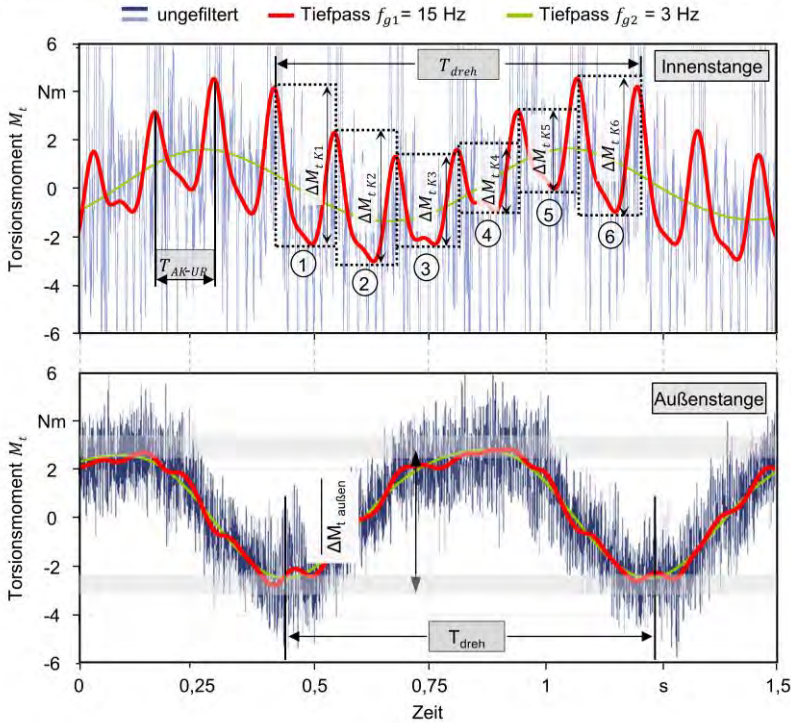 ungefiltert Tiefpass f_g1 = 15 Hz Tiefpass f_g2 = 3 Hz
Torsionsmoment M_t
6
Nm
2
0
-2
-4
-6
T_dreh
Innenstange
ΔM_t K1
ΔM_t K2
ΔM_t K3
ΔM_t K4
ΔM_t K5
ΔM_t K6
T_AK-UR
1
2
3
4
5
6
Torsionsmoment M_t
6
Nm
2
0
-2
-4
-6
Außenstange
ΔM_t außen
T_dreh
0 0,25 0,5 0,75 1 s 1,5
Zeit